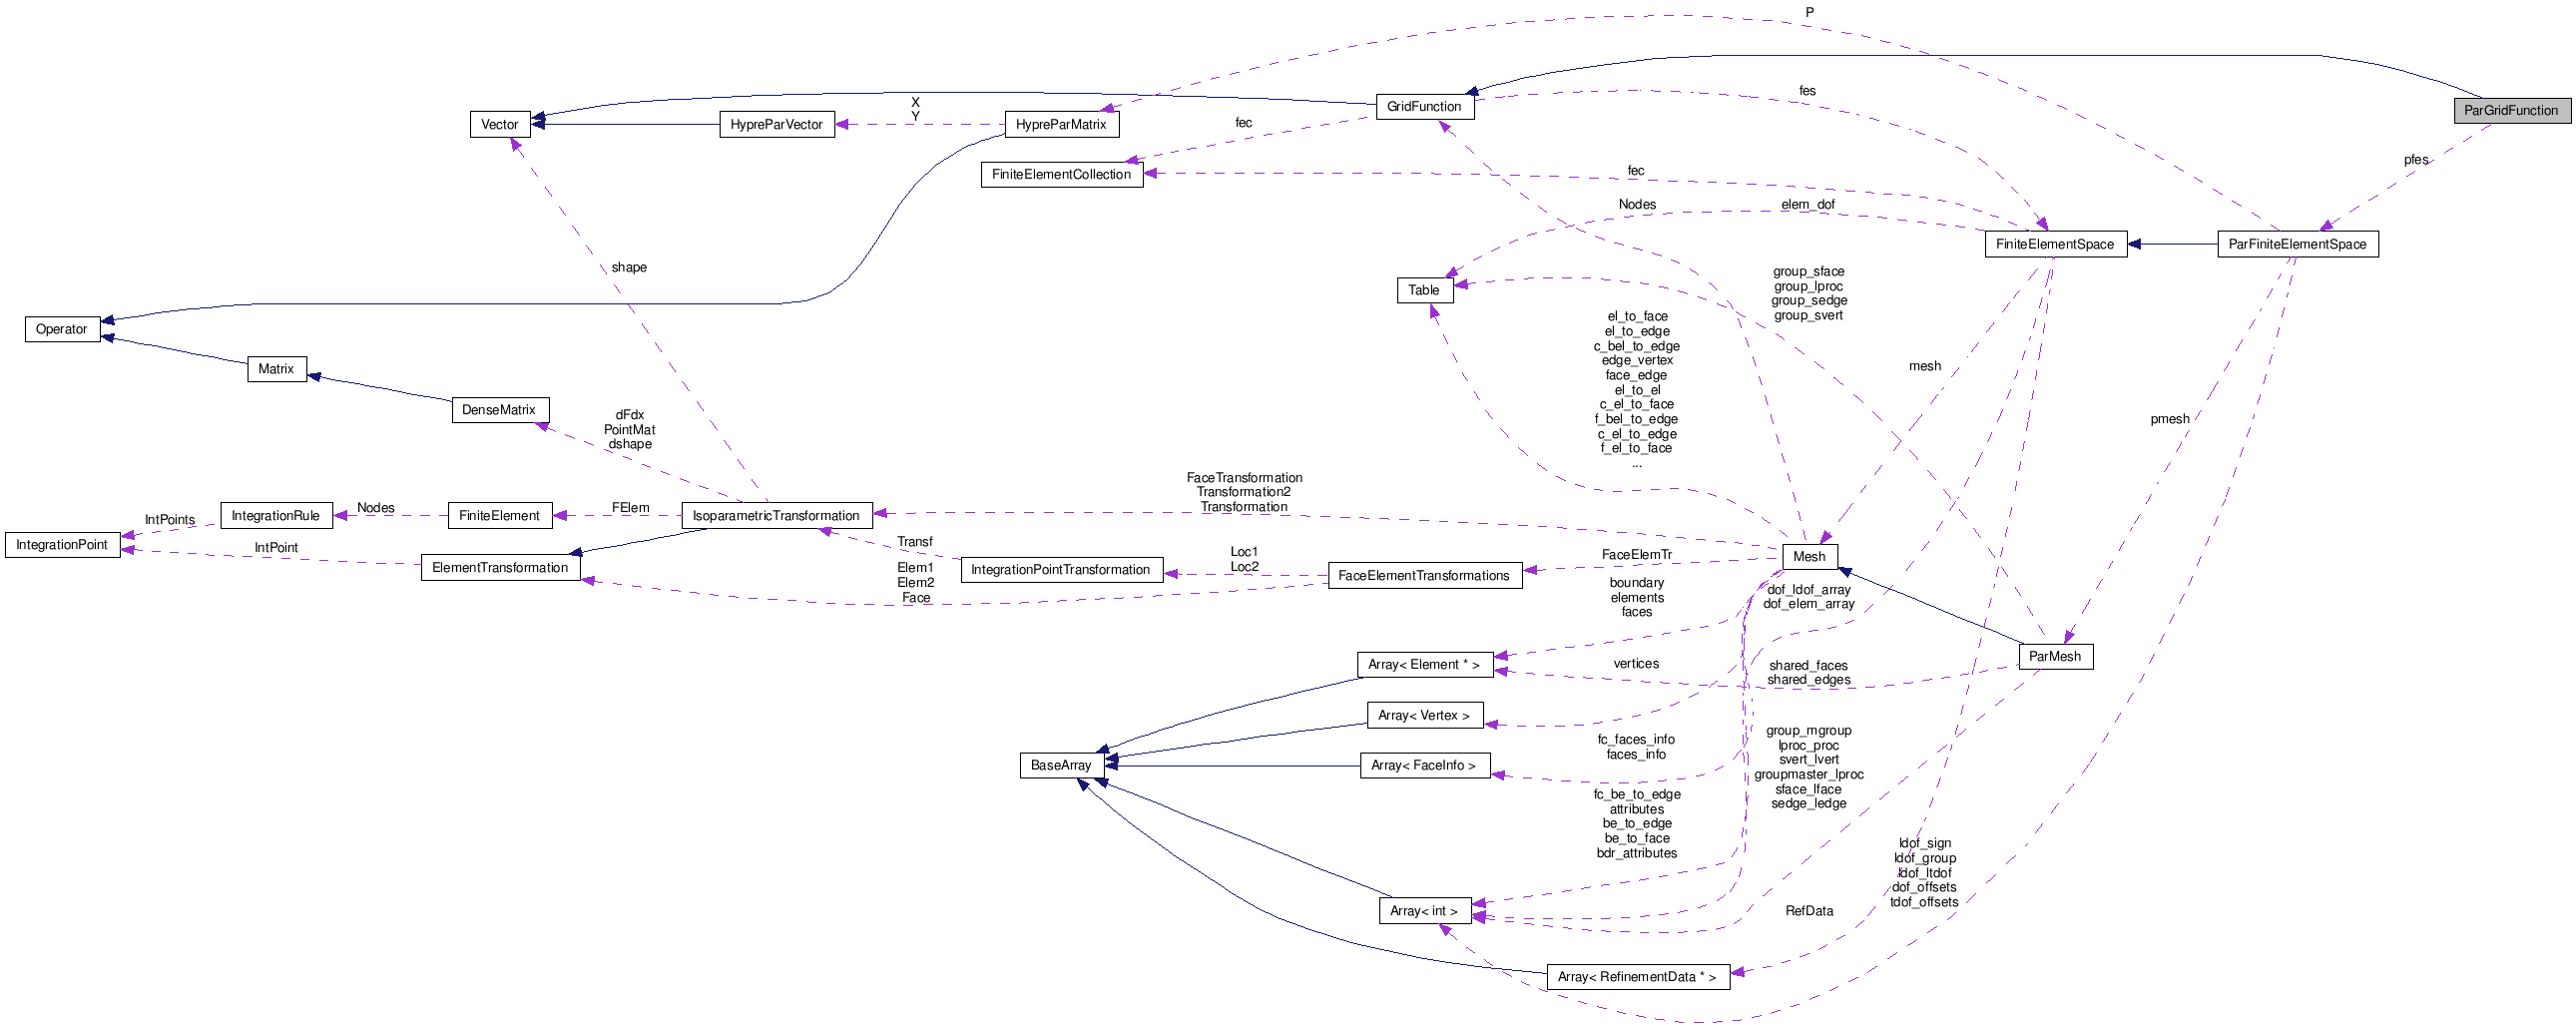 P
ParGridFunction
GridFunction
fes
pfes
X
Y
Vector
HypreParVector
HypreParMatrix
fec
FiniteElementCollection
fec
Nodes
elem_dof
FiniteElementSpace
ParFiniteElementSpace
shape
Table
group_sface
group_lproc
group_sedge
group_svert
Operator
Matrix
DenseMatrix
el_to_face
el_to_edge
c_bel_to_edge
edge_vertex
face_edge
el_to_el
c_el_to_face
f_bel_to_edge
c_el_to_edge
f_el_to_face
...
mesh
pmesh
dFdx
PointMat
dshape
FaceTransformation
Transformation2
Transformation
IntegrationPoint
IntPoints
IntegrationRule
Nodes
FiniteElement
FElem
IsoparametricTransformation
IntPoint
ElementTransformation
Transf
Elem1
Elem2
Face
IntegrationPointTransformation
Loc1
Loc2
FaceElementTransformations
FaceElemTr
Mesh
boundary
elements
faces
dof_ldof_array
dof_elem_array
ParMesh
Array< Element * >
vertices
shared_faces
shared_edges
Array< Vertex >
BaseArray
Array< FaceInfo >
fc_faces_info
faces_info
group_mgroup
lproc_proc
svert_lvert
groupmaster_lproc
sface_lface
sedge_ledge
fc_be_to_edge
attributes
be_to_edge
be_to_face
bdr_attributes
Array< int >
RefData
ldof_sign
ldof_group
ldof_ltdof
dof_offsets
tdof_offsets
Array< RefinementData * >